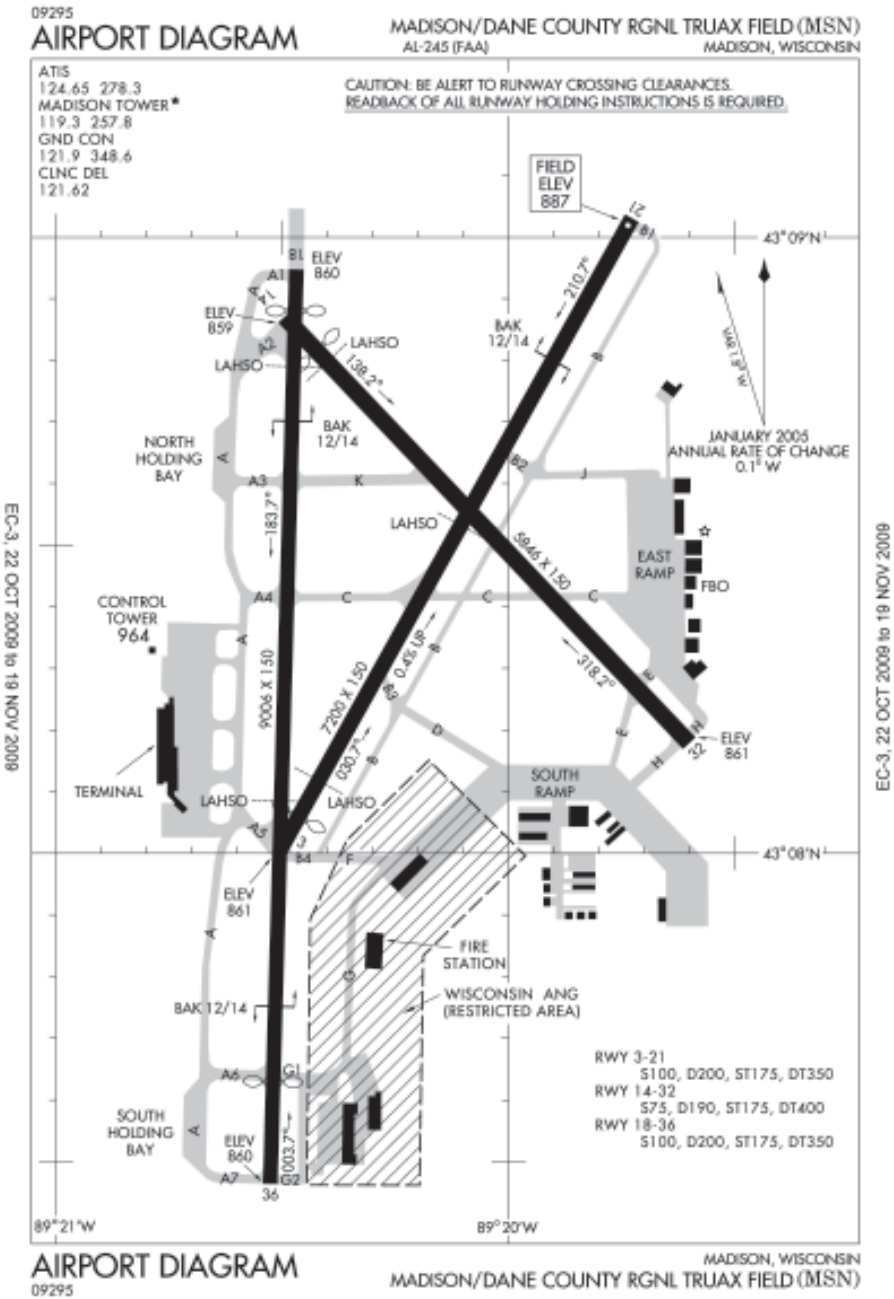 09295
AIRPORT DIAGRAM
MADISON/DANE COUNTY RGNL TRUAX FIELD (MSN)
AL-245 (FAA)
MADISON, WISCONSIN
ATIS
124.65 278.3
MADISON TOWER*
119.3 257.8
GND CON
121.9 348.6
CLNC DEL
121.62
CAUTION: BE ALERT TO RUNWAY CROSSING CLEARANCES.
READBACK OF ALL RUNWAY HOLDING INSTRUCTIONS IS REQUIRED.
FIELD
ELEV
887
21
B1
43°09'N
A1
ELEV
860
A
14
ELEV
859
A2
LAHSO
LAHSO
138.2°
210.7°
BAK
12/14
B
VAR 1.9° W
JANUARY 2005
ANNUAL RATE OF CHANGE
0.1° W
BAK
12/14
NORTH
HOLDING
BAY
A
A3
K
B2
J
183.7°
LAHSO
5846 X 150
EAST
RAMP
FBO
A4
C
C
C
CONTROL
TOWER
964
A
9006 X 150
7200 X 150
0.4% UP
B
B3
318.2°
E
E
H
H
32
ELEV
861
D
B
030.7°
TERMINAL
SOUTH
RAMP
LAHSO
LAHSO
A5
3
B4
F
43°08'N
ELEV
861
A
G
FIRE
STATION
WISCONSIN ANG
(RESTRICTED AREA)
BAK 12/14
A6
G1
SOUTH
HOLDING
BAY
A
ELEV
860
003.7°
A7
G2
36
RWY 3-21
S100, D200, ST175, DT350
RWY 14-32
S75, D190, ST175, DT400
RWY 18-36
S100, D200, ST175, DT350
89°21'W
89°20'W
EC-3, 22 OCT 2009 to 19 NOV 2009
EC-3, 22 OCT 2009 to 19 NOV 2009
AIRPORT DIAGRAM
09295
MADISON, WISCONSIN
MADISON/DANE COUNTY RGNL TRUAX FIELD (MSN)